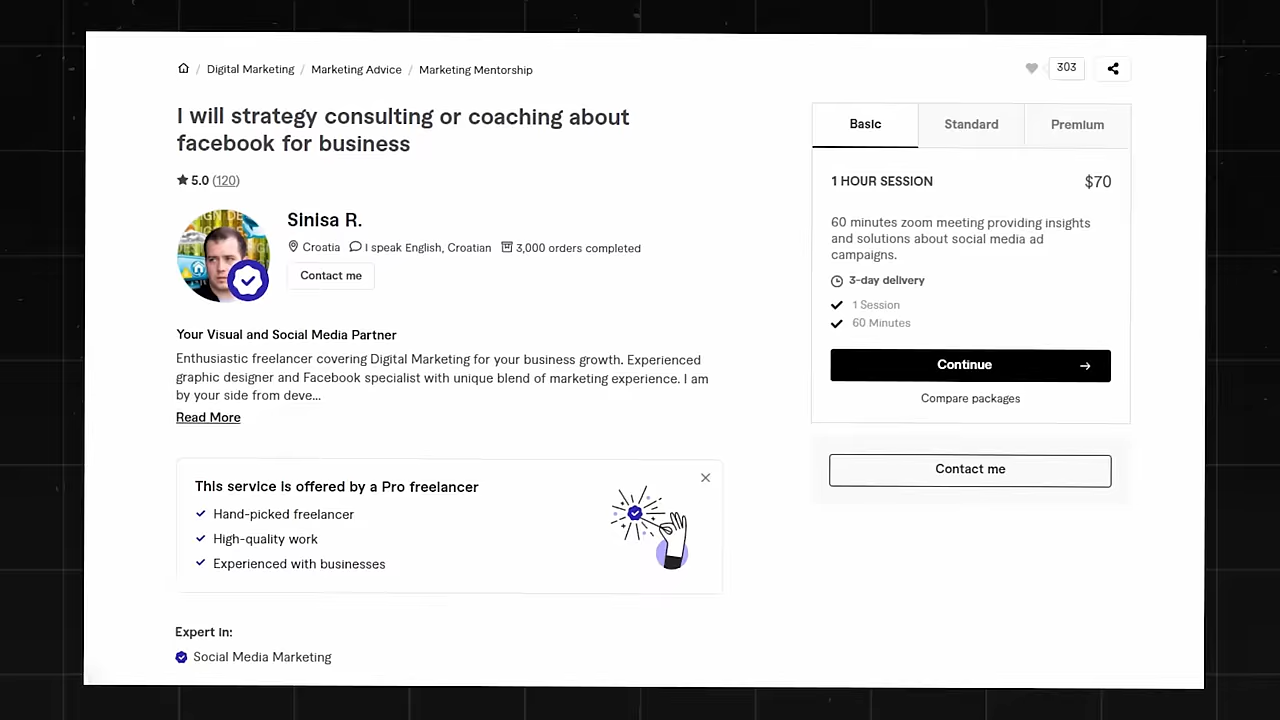 Digital Marketing / Marketing Advice / Marketing Mentorship
303
I will strategy consulting or coaching about
facebook for business
5.0 (120)
Sinisa R.
Croatia I speak English, Croatian 3,000 orders completed
Contact me
Your Visual and Social Media Partner
Enthusiastic freelancer covering Digital Marketing for your business growth. Experienced
graphic designer and Facebook specialist with unique blend of marketing experience. I am
by your side from deve...
Read More
This service is offered by a Pro freelancer
Hand-picked freelancer
High-quality work
Experienced with businesses
Expert in:
Social Media Marketing
Basic Standard Premium
1 HOUR SESSION $70
60 minutes zoom meeting providing insights
and solutions about social media ad
campaigns.
3-day delivery
1 Session
60 Minutes
Continue
Compare packages
Contact me